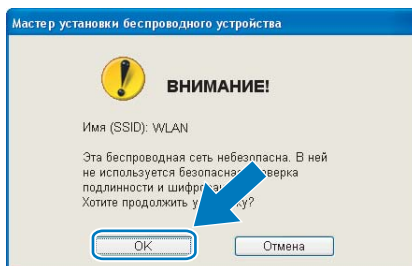 Мастер установки беспроводного устройства
ВНИМАНИЕ!
Имя (SSID): WLAN
Эта беспроводная сеть небезопасна. В ней
не используется безопасная
подлинности и
Хотите продолжить
OK
Отмена